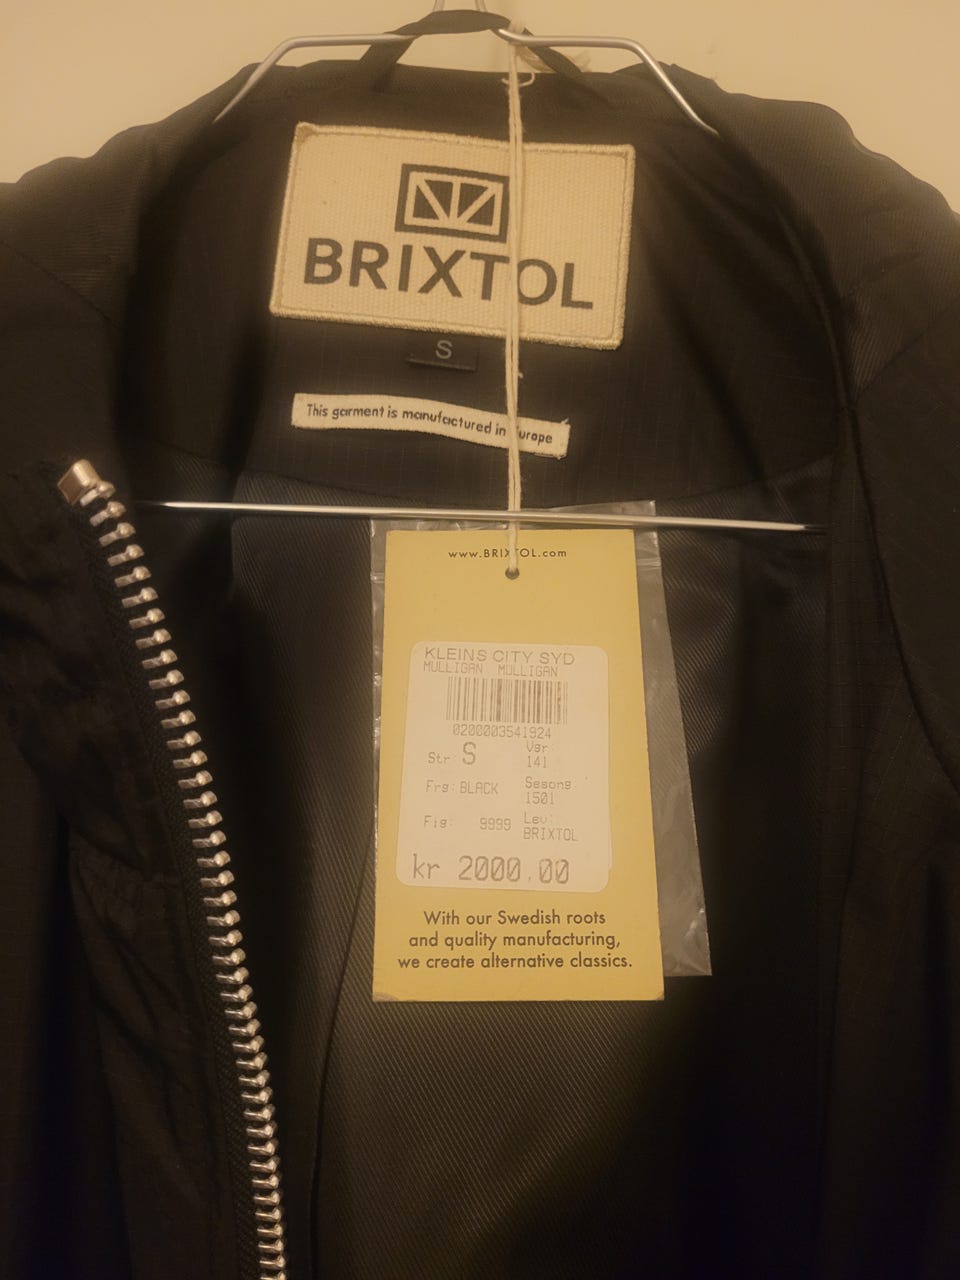 BRIXTOL
S
This garment is manufactured in Europe
www.BRIXTOL.com
KLEINS CITY SYD
MULLIGAN MULLIGAN
0200003541924
Str: S
Vgr:
141
Frg: BLACK
Sesong
1501
Fig: 9999
Lev:
BRIXTOL
kr 2000.00
With our Swedish roots
and quality manufacturing,
we create alternative classics.